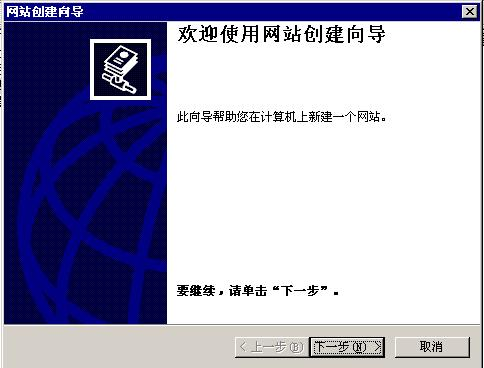 网站创建向导
欢迎使用网站创建向导
此向导帮助您在计算机上新建一个网站。
要继续，请单击“下一步”。
< 上一步(B) 下一步(N) > 取消